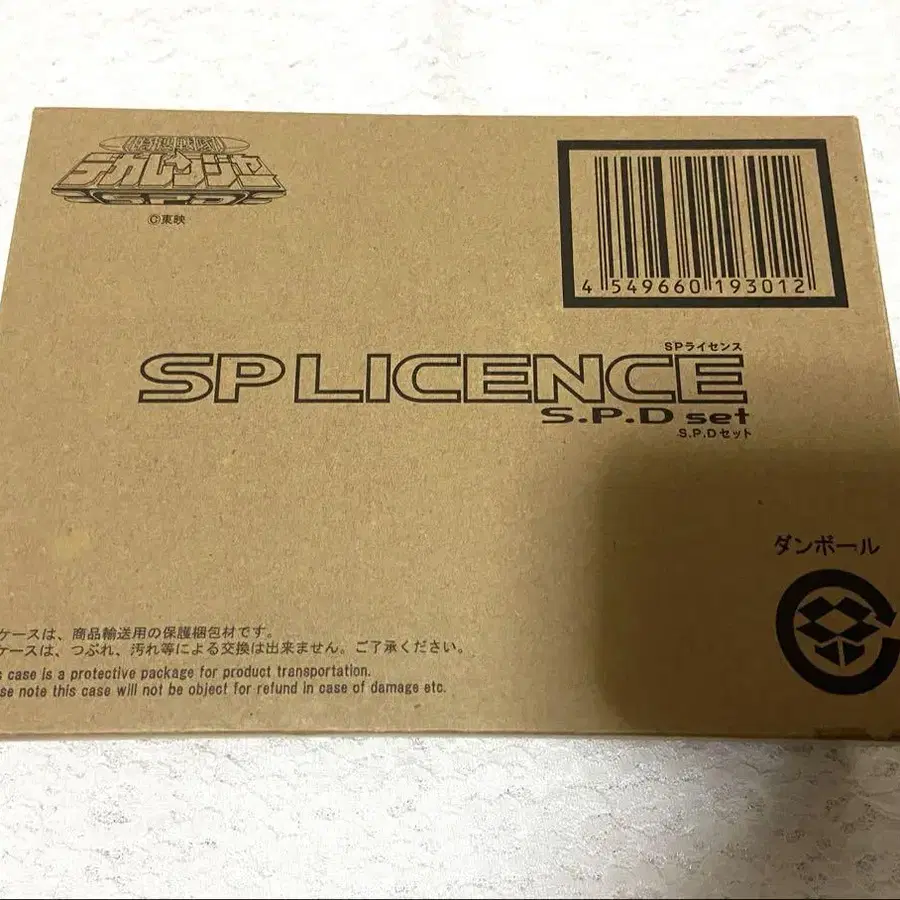 特捜戦隊
デカレンジャー
S.P.D.
©東映
4 549660 193012
SPライセンス
SP LICENCE
S.P.D set
S.P.Dセット
ダンボール
ケースは、商品輸送用の保護梱包材です。
ケースは、つぶれ、汚れ等による交換は出来ません。ご了承ください。
s case is a protective package for product transportation.
se note this case will not be object for refund in case of damage etc.